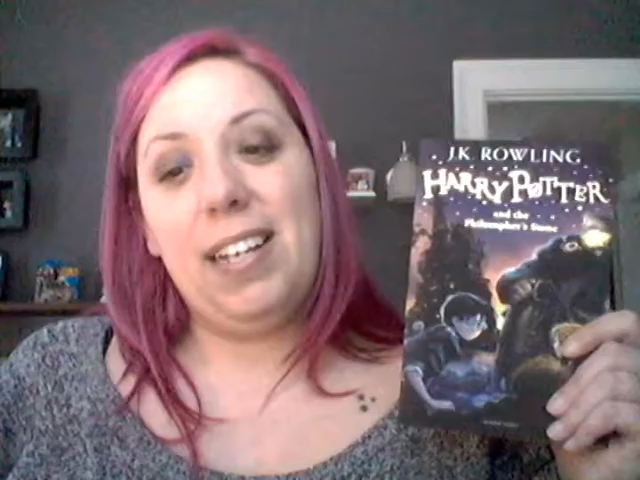 J.K. ROWLING
HARRY POTTER
and the
Philosopher's Stone